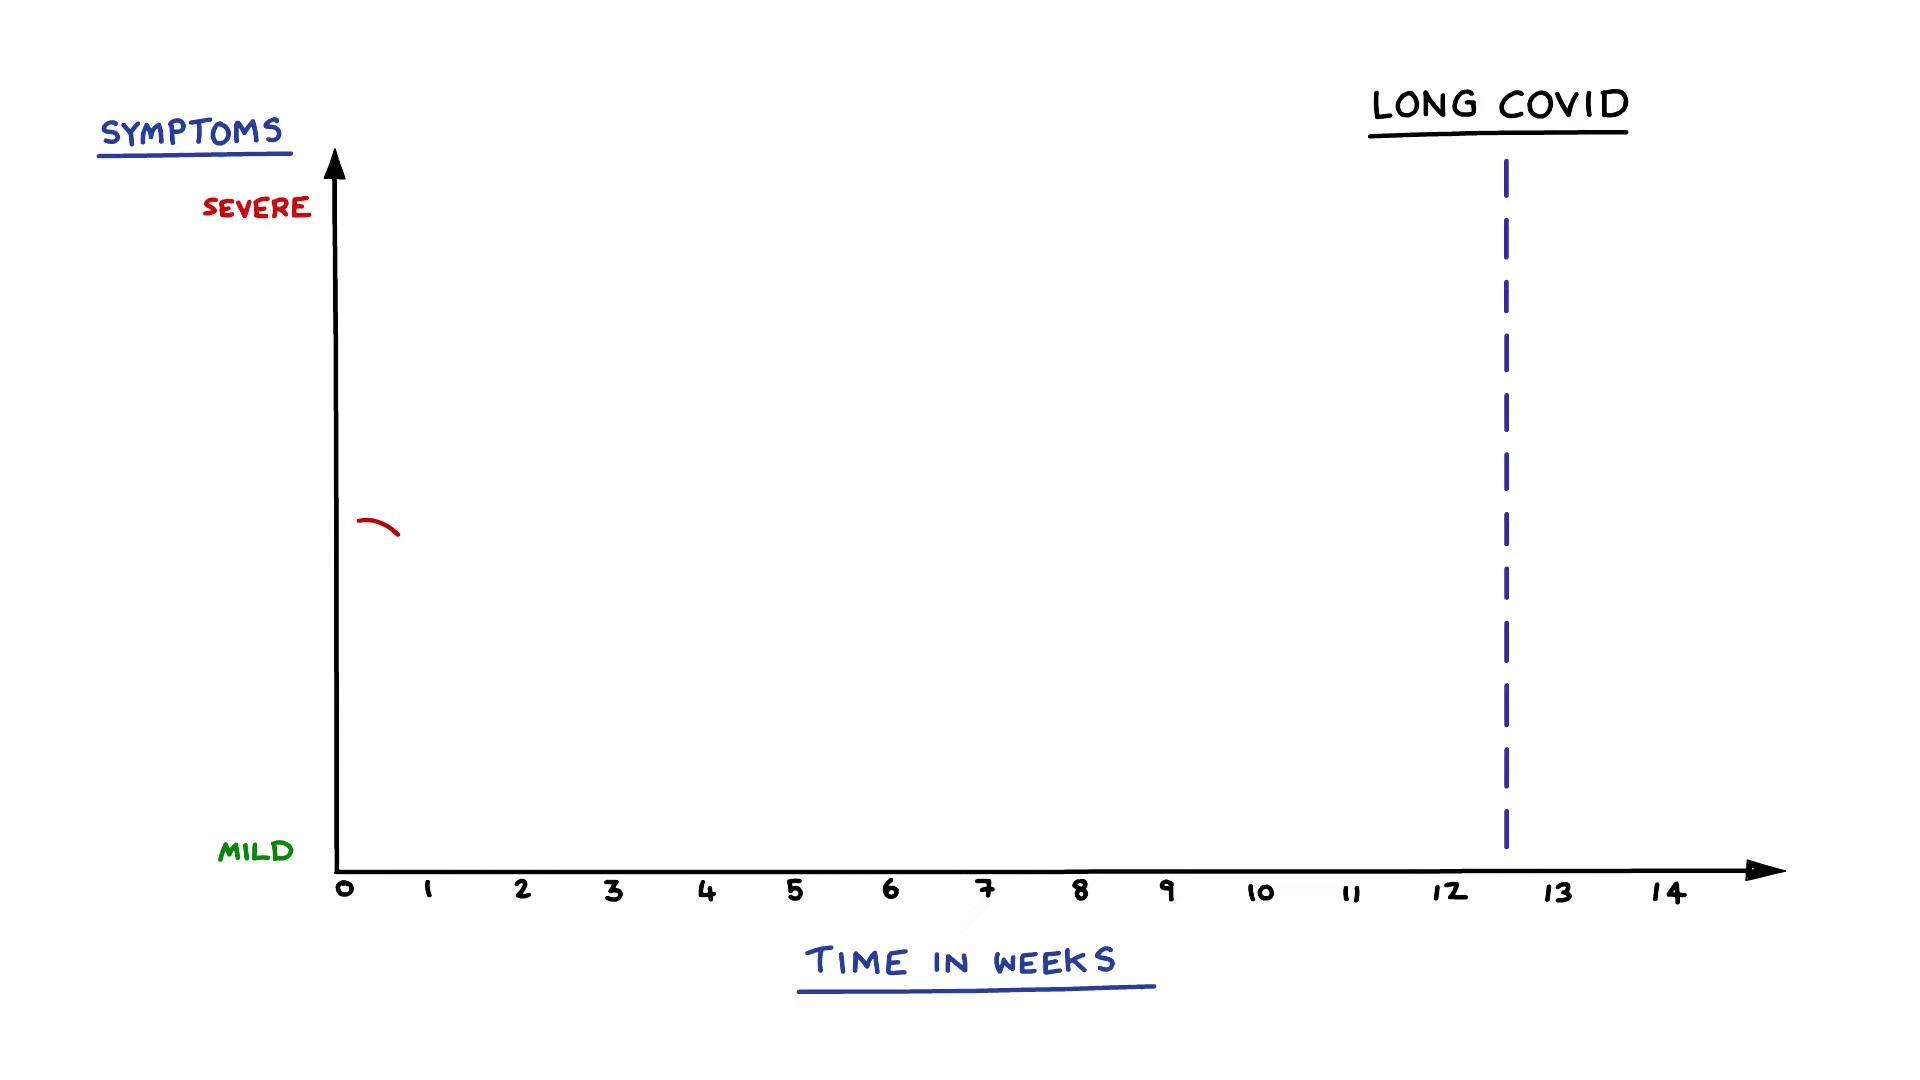 LONG COVID
SYMPTOMS
SEVERE
MILD
0 1 2 3 4 5 6 7 8 9 10 11 12 13 14
TIME IN WEEKS